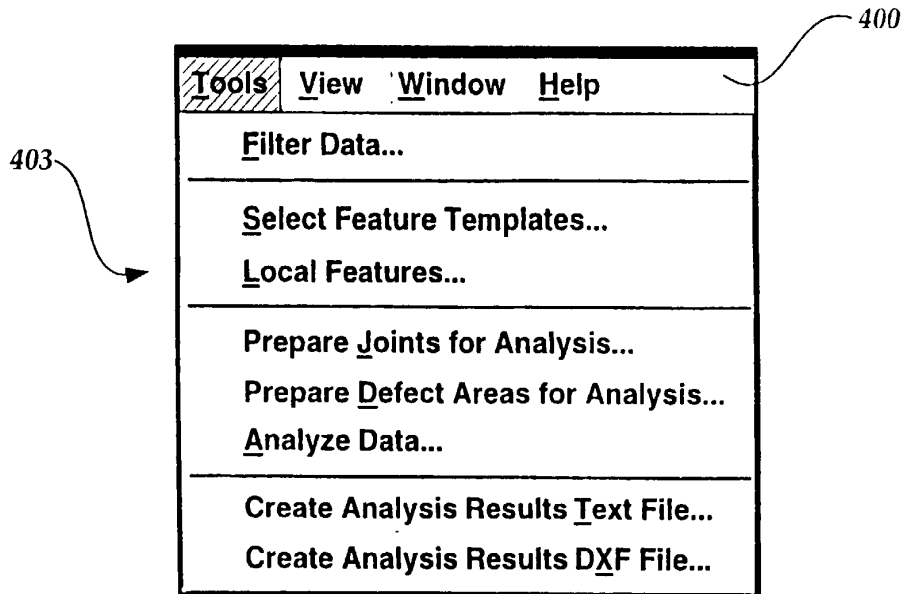 400
Tools View Window Help
403
Filter Data...
Select Feature Templates...
Local Features...
Prepare Joints for Analysis...
Prepare Defect Areas for Analysis...
Analyze Data...
Create Analysis Results Text File...
Create Analysis Results DXF File...